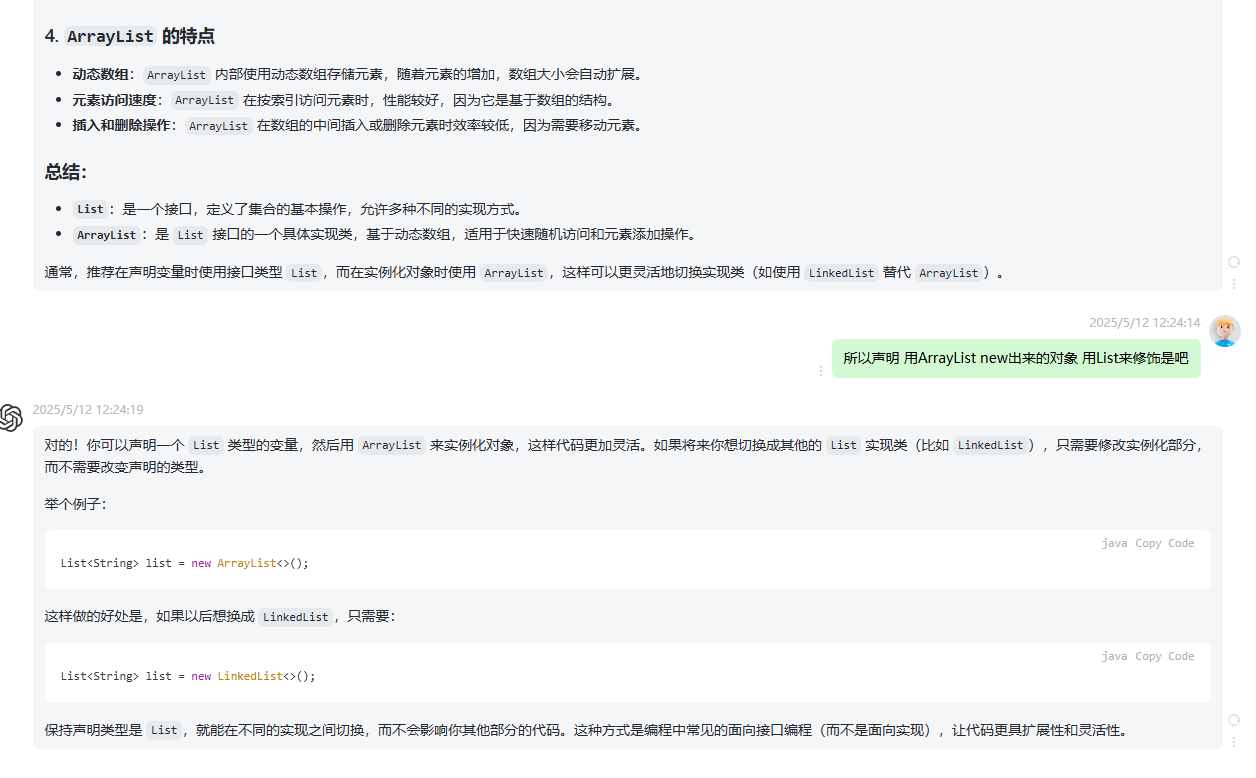 4. ArrayList 的特点
动态数组： ArrayList 内部使用动态数组存储元素，随着元素的增加，数组大小会自动扩展。
元素访问速度： ArrayList 在按索引访问元素时，性能较好，因为它是基于数组的结构。
插入和删除操作： ArrayList 在数组的中间插入或删除元素时效率较低，因为需要移动元素。
总结：
List ：是一个接口，定义了集合的基本操作，允许多种不同的实现方式。
ArrayList ：是 List 接口的一个具体实现类，基于动态数组，适用于快速随机访问和元素添加操作。
通常，推荐在声明变量时使用接口类型 List ，而在实例化对象时使用 ArrayList ，这样可以更灵活地切换实现类（如使用 LinkedList 替代 ArrayList ）。
2025/5/12 12:24:14
所以声明 用ArrayList new出来的对象 用List来修饰是吧
2025/5/12 12:24:19
对的！你可以声明一个 List 类型的变量，然后用 ArrayList 来实例化对象，这样代码更加灵活。如果将来你想切换成其他的 List 实现类（比如 LinkedList ），只需要修改实例化部分，
而不需要改变声明的类型。
举个例子：
java Copy Code
List<String> list = new ArrayList<>();
这样做的好处是，如果以后想换成 LinkedList ，只需要：
java Copy Code
List<String> list = new LinkedList<>();
保持声明类型是 List ，就能在不同的实现之间切换，而不会影响你其他部分的代码。这种方式是编程中常见的面向接口编程（而不是面向实现），让代码更具扩展性和灵活性。